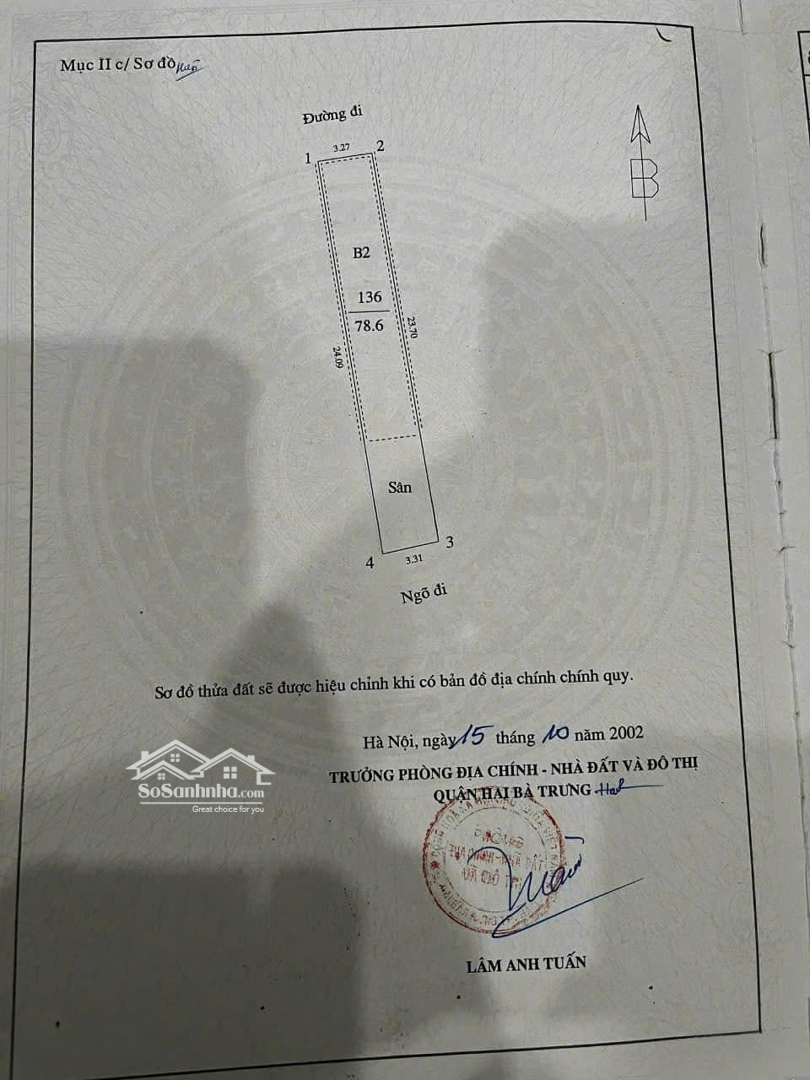 Mục II c/ Sơ đồ
Đường đi
1 3.27 2
B
B2
136
78.6
24.09
23.70
Sân
4 3.31 3
Ngõ đi
Sơ đồ thửa đất sẽ được hiệu chỉnh khi có bản đồ địa chính chính quy.
Hà Nội, ngày 15 tháng 10 năm 2002
TRƯỞNG PHÒNG ĐỊA CHÍNH - NHÀ ĐẤT VÀ ĐÔ THỊ
QUẬN HAI BÀ TRƯNG
SoSanhnha.com
Great choice for you
LÂM ANH TUẤN